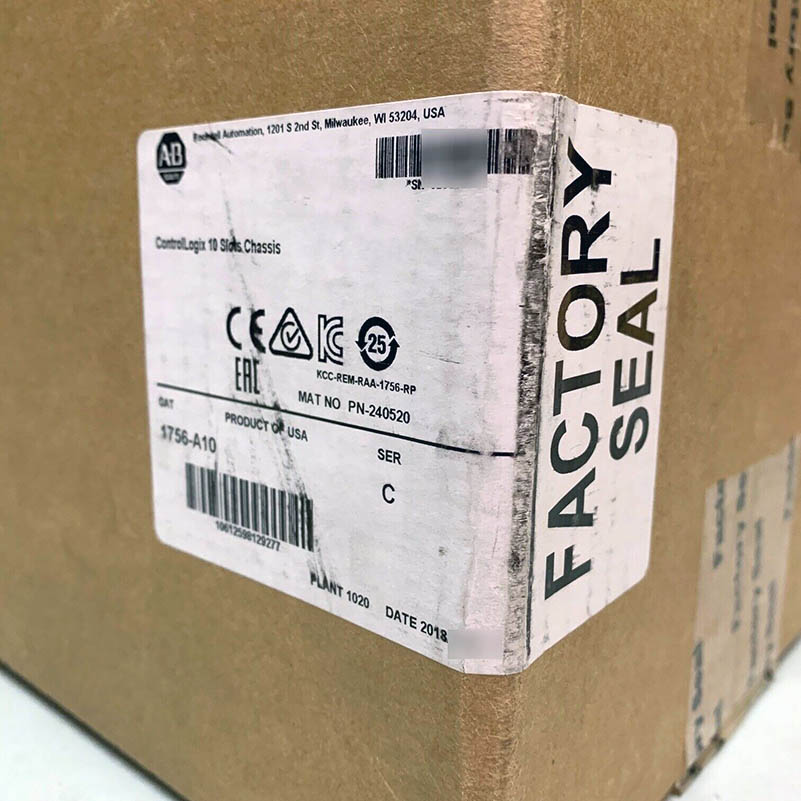 Rockwell Automation, 1201 S 2nd St, Milwaukee, WI 53204, USA
AB
ControlLogix 10 Slots Chassis
CE
25
EAC
KCC-REM-RAA-1756-RP
MAT NO PN-240520
CAT
PRODUCT OF USA
1756-A10
SER
C
10612598129277
PLANT 1020
DATE 2018
FACTORY
SEAL
Factory Seal